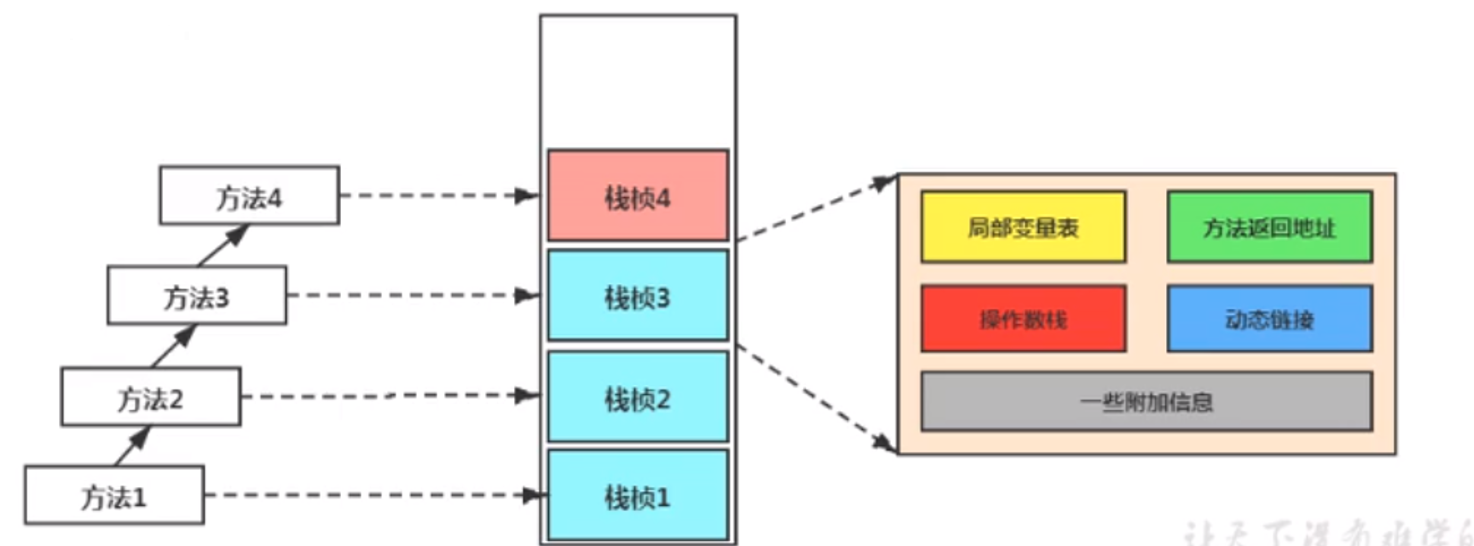 方法4
方法3
方法2
方法1
栈桢4
栈桢3
栈桢2
栈桢1
局部变量表
方法返回地址
操作数栈
动态链接
一些附加信息
让天下没有难学的